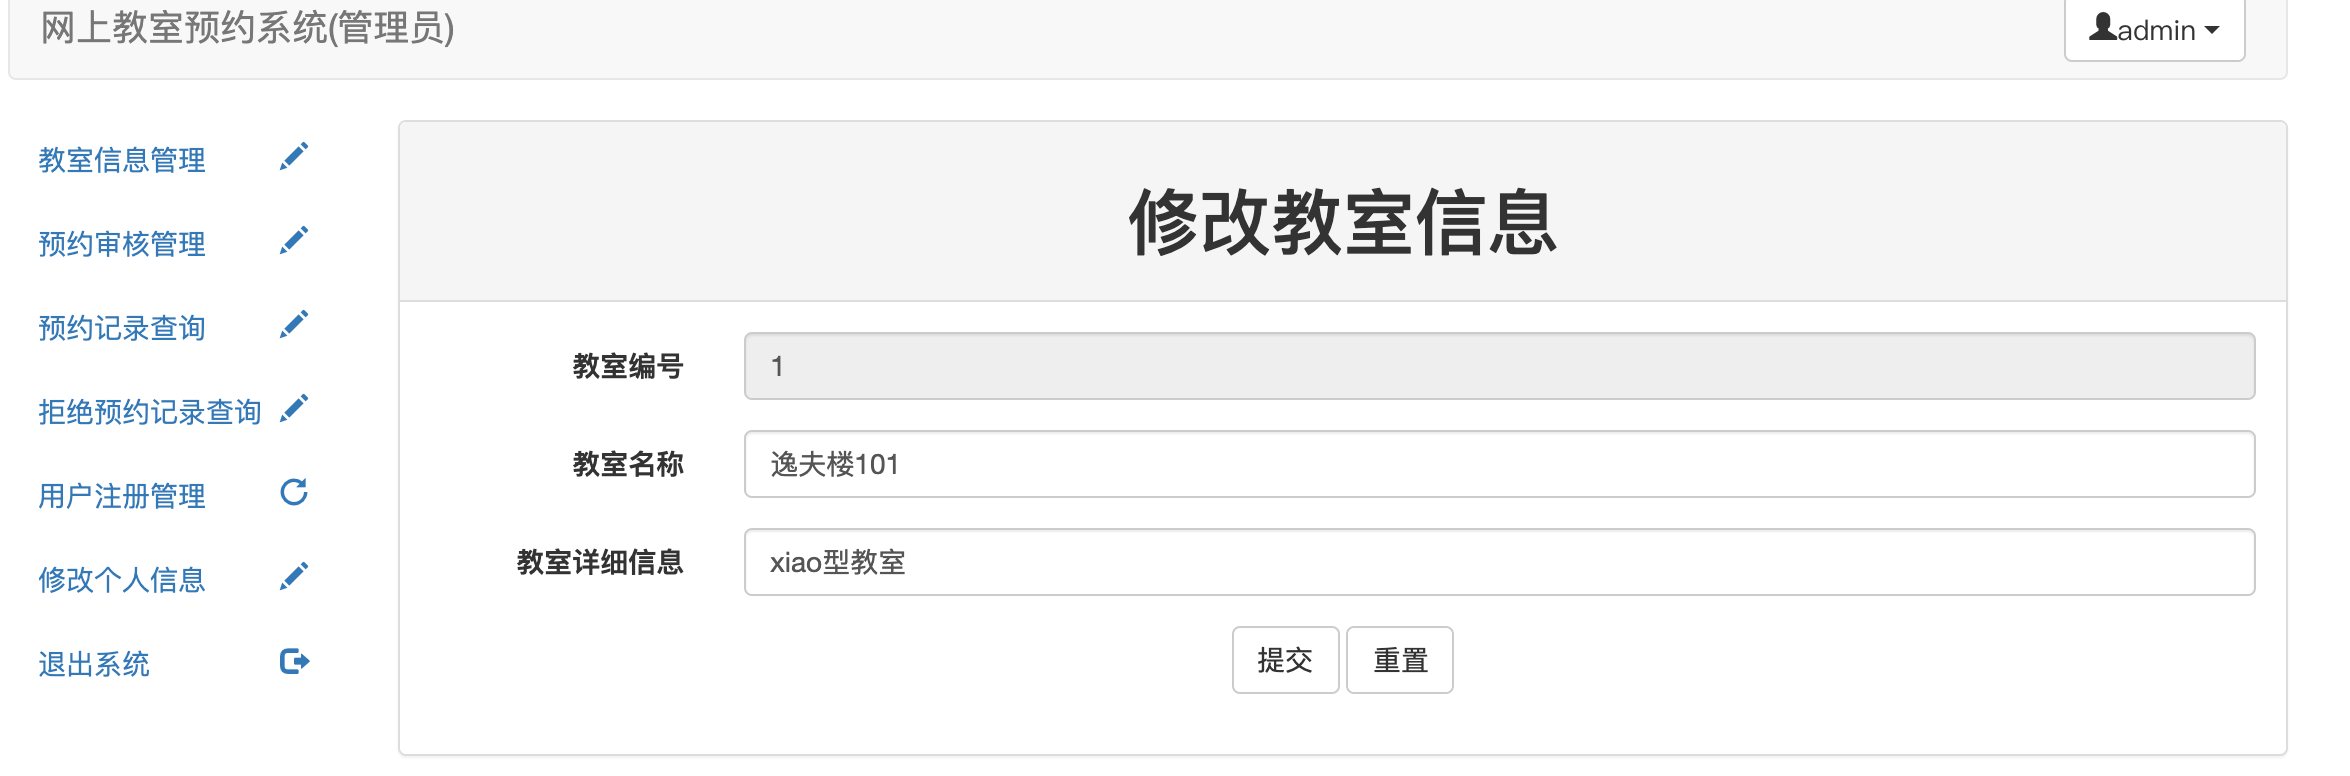 网上教室预约系统(管理员)
admin
教室信息管理
预约审核管理
预约记录查询
拒绝预约记录查询
用户注册管理
修改个人信息
退出系统
修改教室信息
教室编号 1
教室名称 逸夫楼101
教室详细信息 xiao型教室
提交 重置